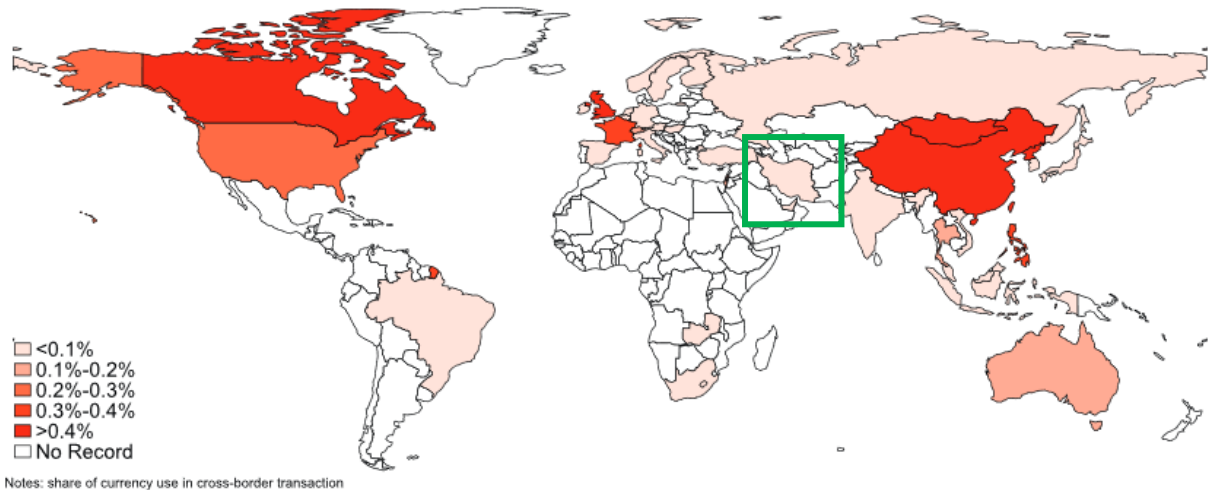 <0.1%
0.1%-0.2%
0.2%-0.3%
0.3%-0.4%
>0.4%
No Record
Notes: share of currency use in cross-border transaction